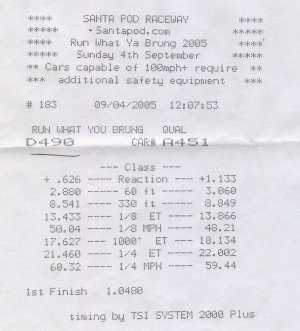 **** SANTA POD RACEWAY ****
***** - Santapod.com *****
**** Run What Ya Brung 2005 ****
***** Sunday 4th September *****
** Cars capable of 100mph+ require **
*** additional safety equipment ***
# 183 09/04/2005 12:07:53
RUN WHAT YOU BRUNG QUAL
D490 CAR# A451
--- Class ---
+ .626 ---- Reaction --- +1.133
2.880 ----- 60 ft ---- 3.060
8.541 ---- 330 ft ---- 8.849
13.433 ---- 1/8 ET ---- 13.866
50.04 ---- 1/8 MPH ---- 48.21
17.627 --- 1000' ET ---- 18.134
21.460 ---- 1/4 ET ---- 22.002
60.32 ---- 1/4 MPH ---- 59.44
1st Finish 1.0480
timing by TSI SYSTEM 2000 Plus